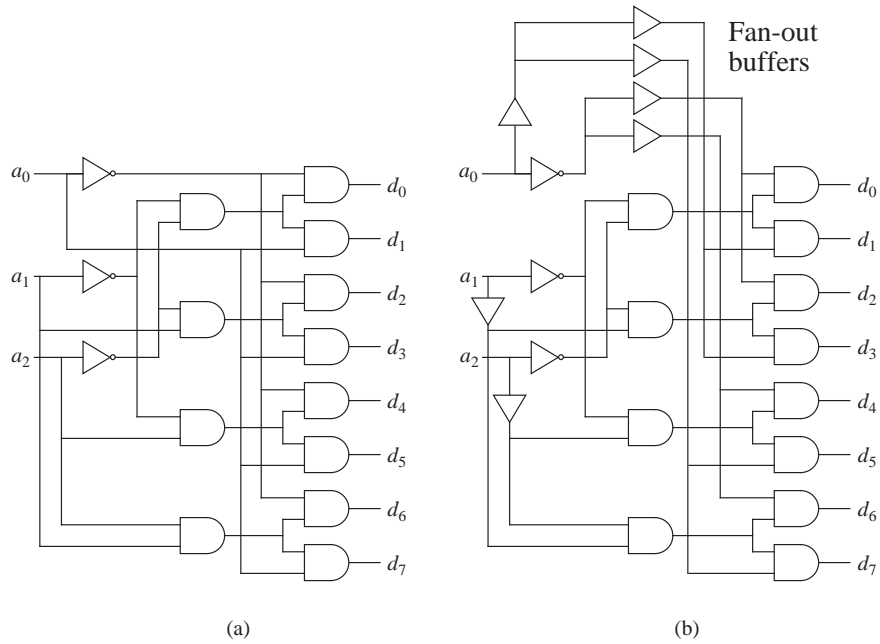 Fan-out
buffers
a₀
d₀
d₁
a₁
d₂
d₃
a₂
d₄
d₅
d₆
d₇
(a)
a₀
d₀
d₁
a₁
d₂
d₃
a₂
d₄
d₅
d₆
d₇
(b)